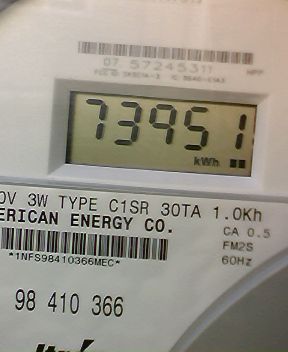 07 57245311
73951
kWh
0V 3W TYPE C1SR 30TA 1.0Kh
ERICAN ENERGY CO.
CA 0.5
FM2S
*1NFS98410366MEC*
60Hz
98 410 366